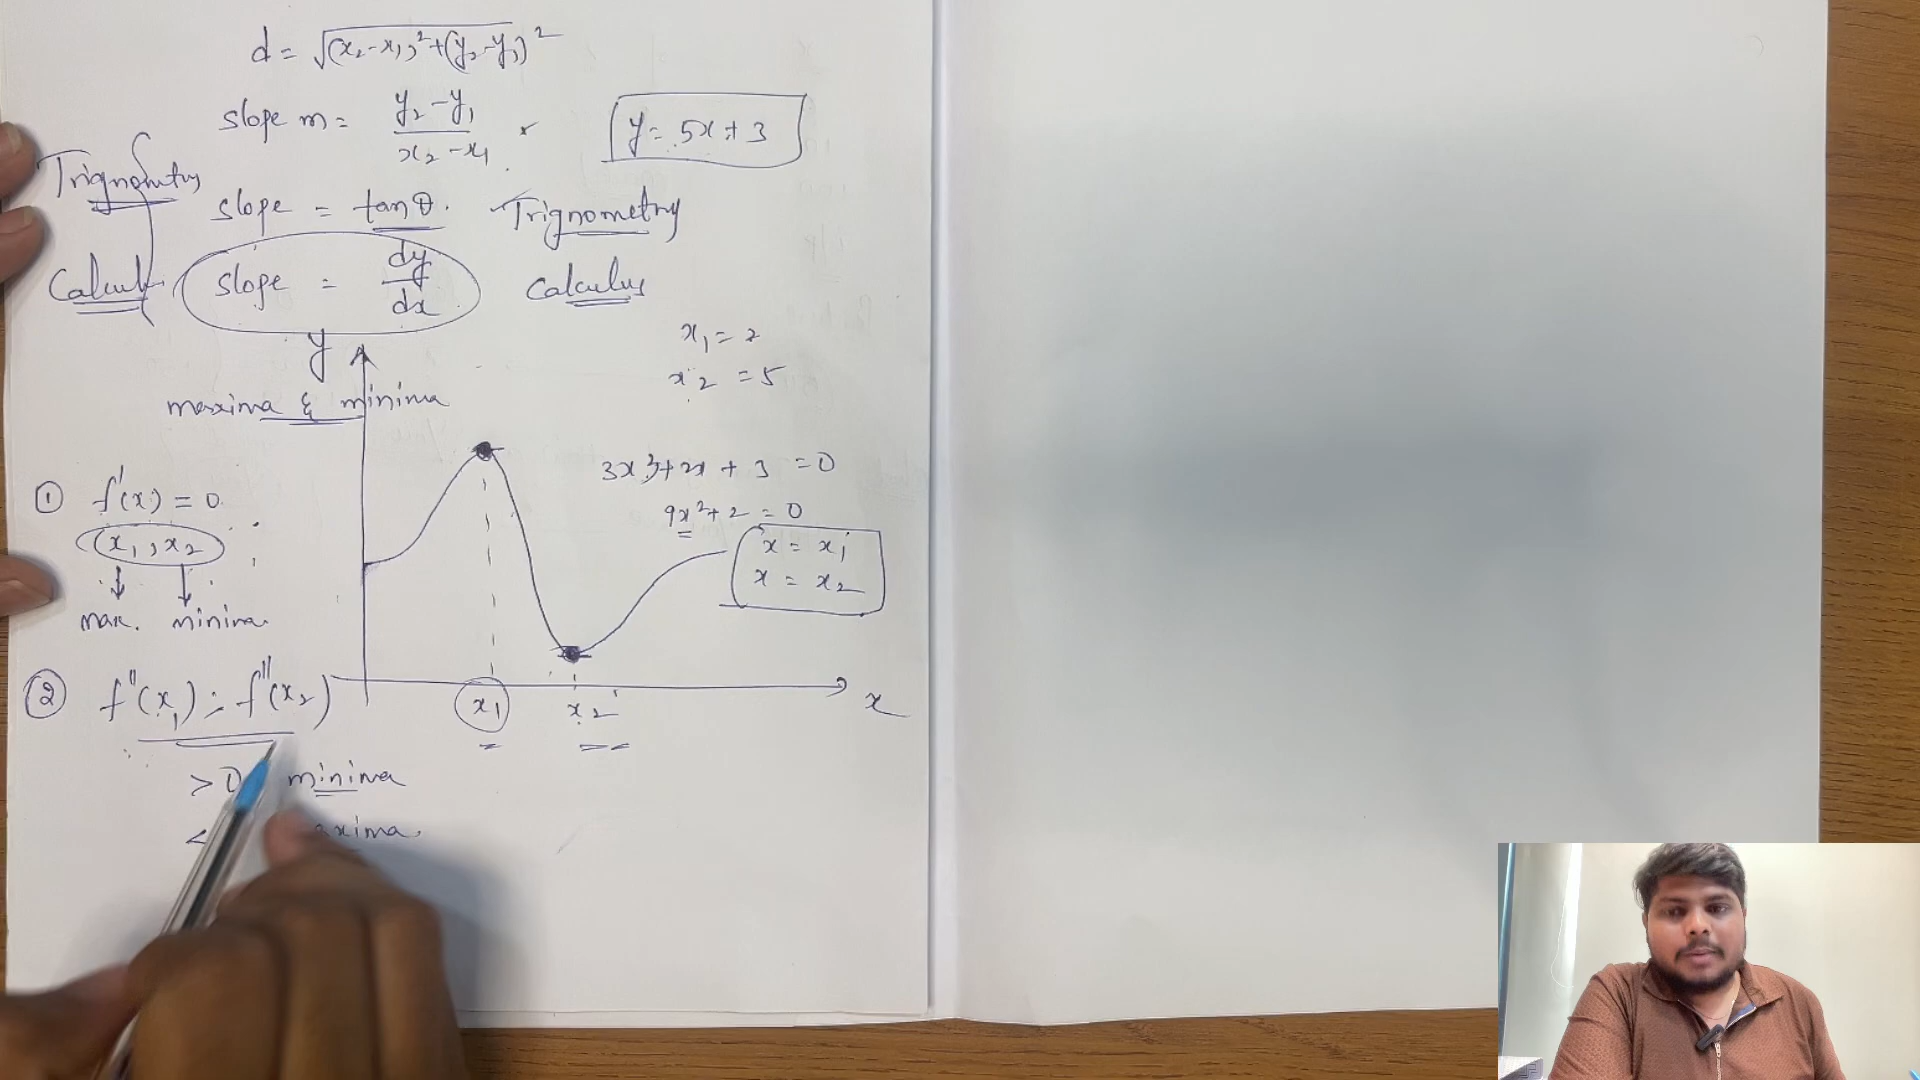 d = √(x₂-x₁)²+(y₂-y₁)²
slope m = y₂-y₁ / x₂-x₁
y = 5x + 3
Trignometry
slope = tanθ. Trignometry
slope = dy/dx Calculus
y
x₁ = 2
x₂ = 5
maxima & minima
3x³+2x + 3 = 0
9x²+2 = 0
x = x₁
x = x₂
① f'(x) = 0
x₁, x₂
max. minima
② f''(x₁) ; f''(x₂)
x₁ x₂ x
>0 minima
<